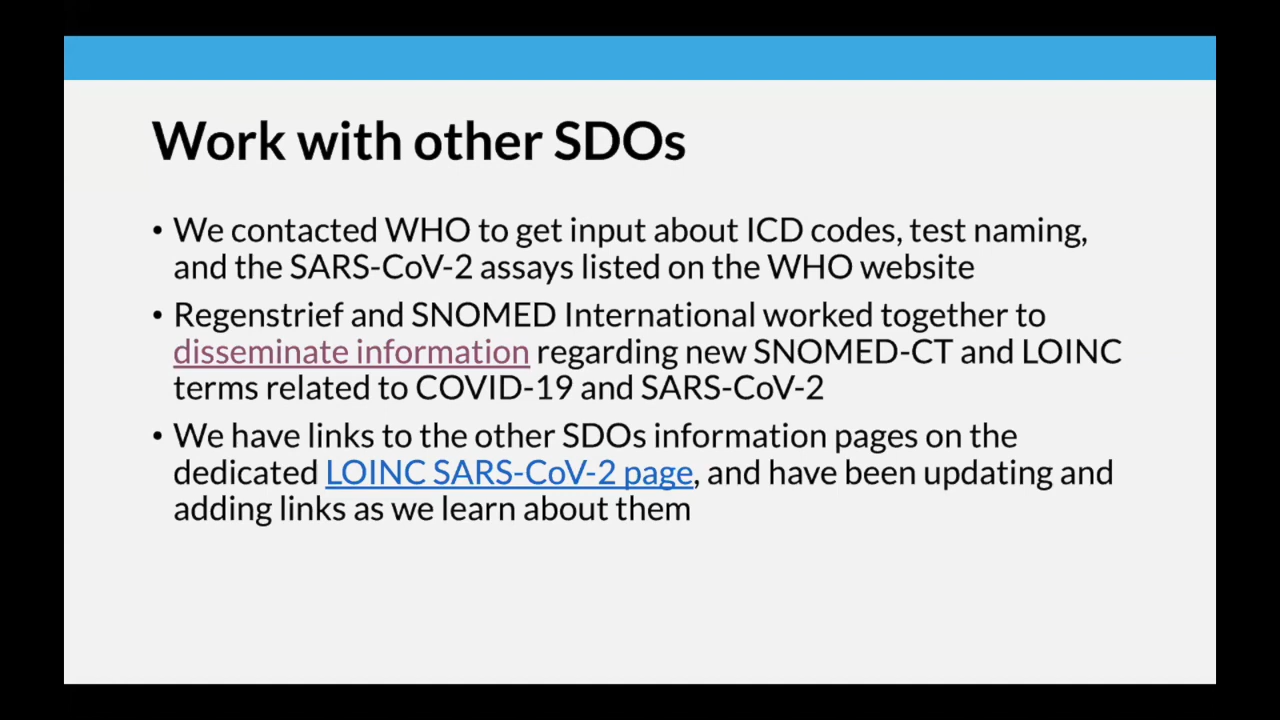 Work with other SDOs
• We contacted WHO to get input about ICD codes, test naming,
and the SARS-CoV-2 assays listed on the WHO website
• Regenstrief and SNOMED International worked together to
disseminate information regarding new SNOMED-CT and LOINC
terms related to COVID-19 and SARS-CoV-2
• We have links to the other SDOs information pages on the
dedicated LOINC SARS-CoV-2 page, and have been updating and
adding links as we learn about them